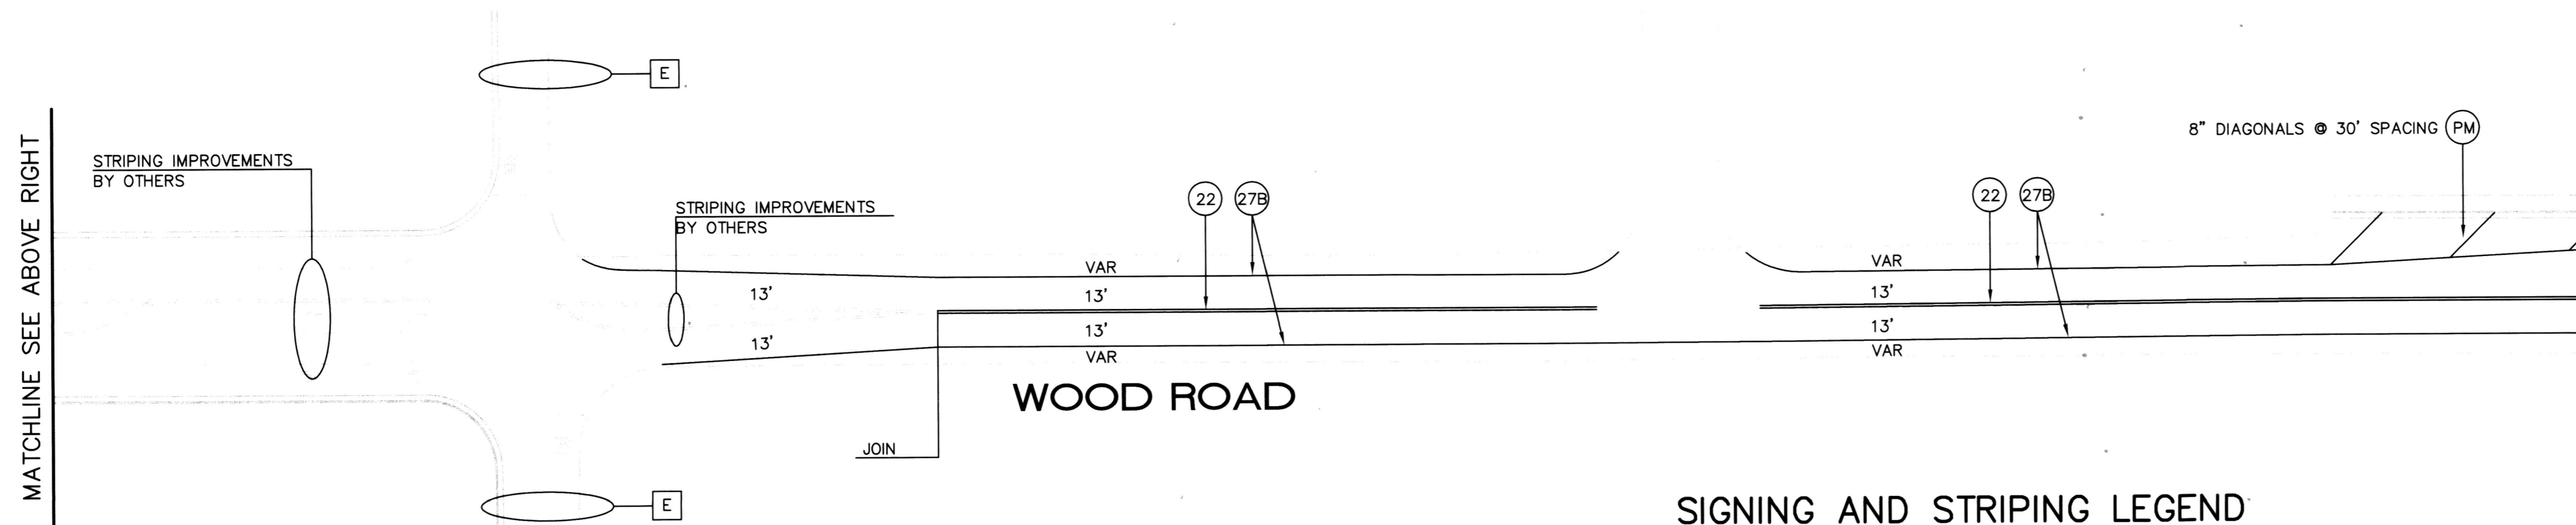 MATCHLINE SEE ABOVE RIGHT
E
STRIPING IMPROVEMENTS
BY OTHERS
STRIPING IMPROVEMENTS
BY OTHERS
22
27B
22
27B
8" DIAGONALS @ 30' SPACING
PM
VAR
13'
13'
13'
13'
VAR
VAR
13'
13'
VAR
WOOD ROAD
JOIN
E
SIGNING AND STRIPING LEGEND